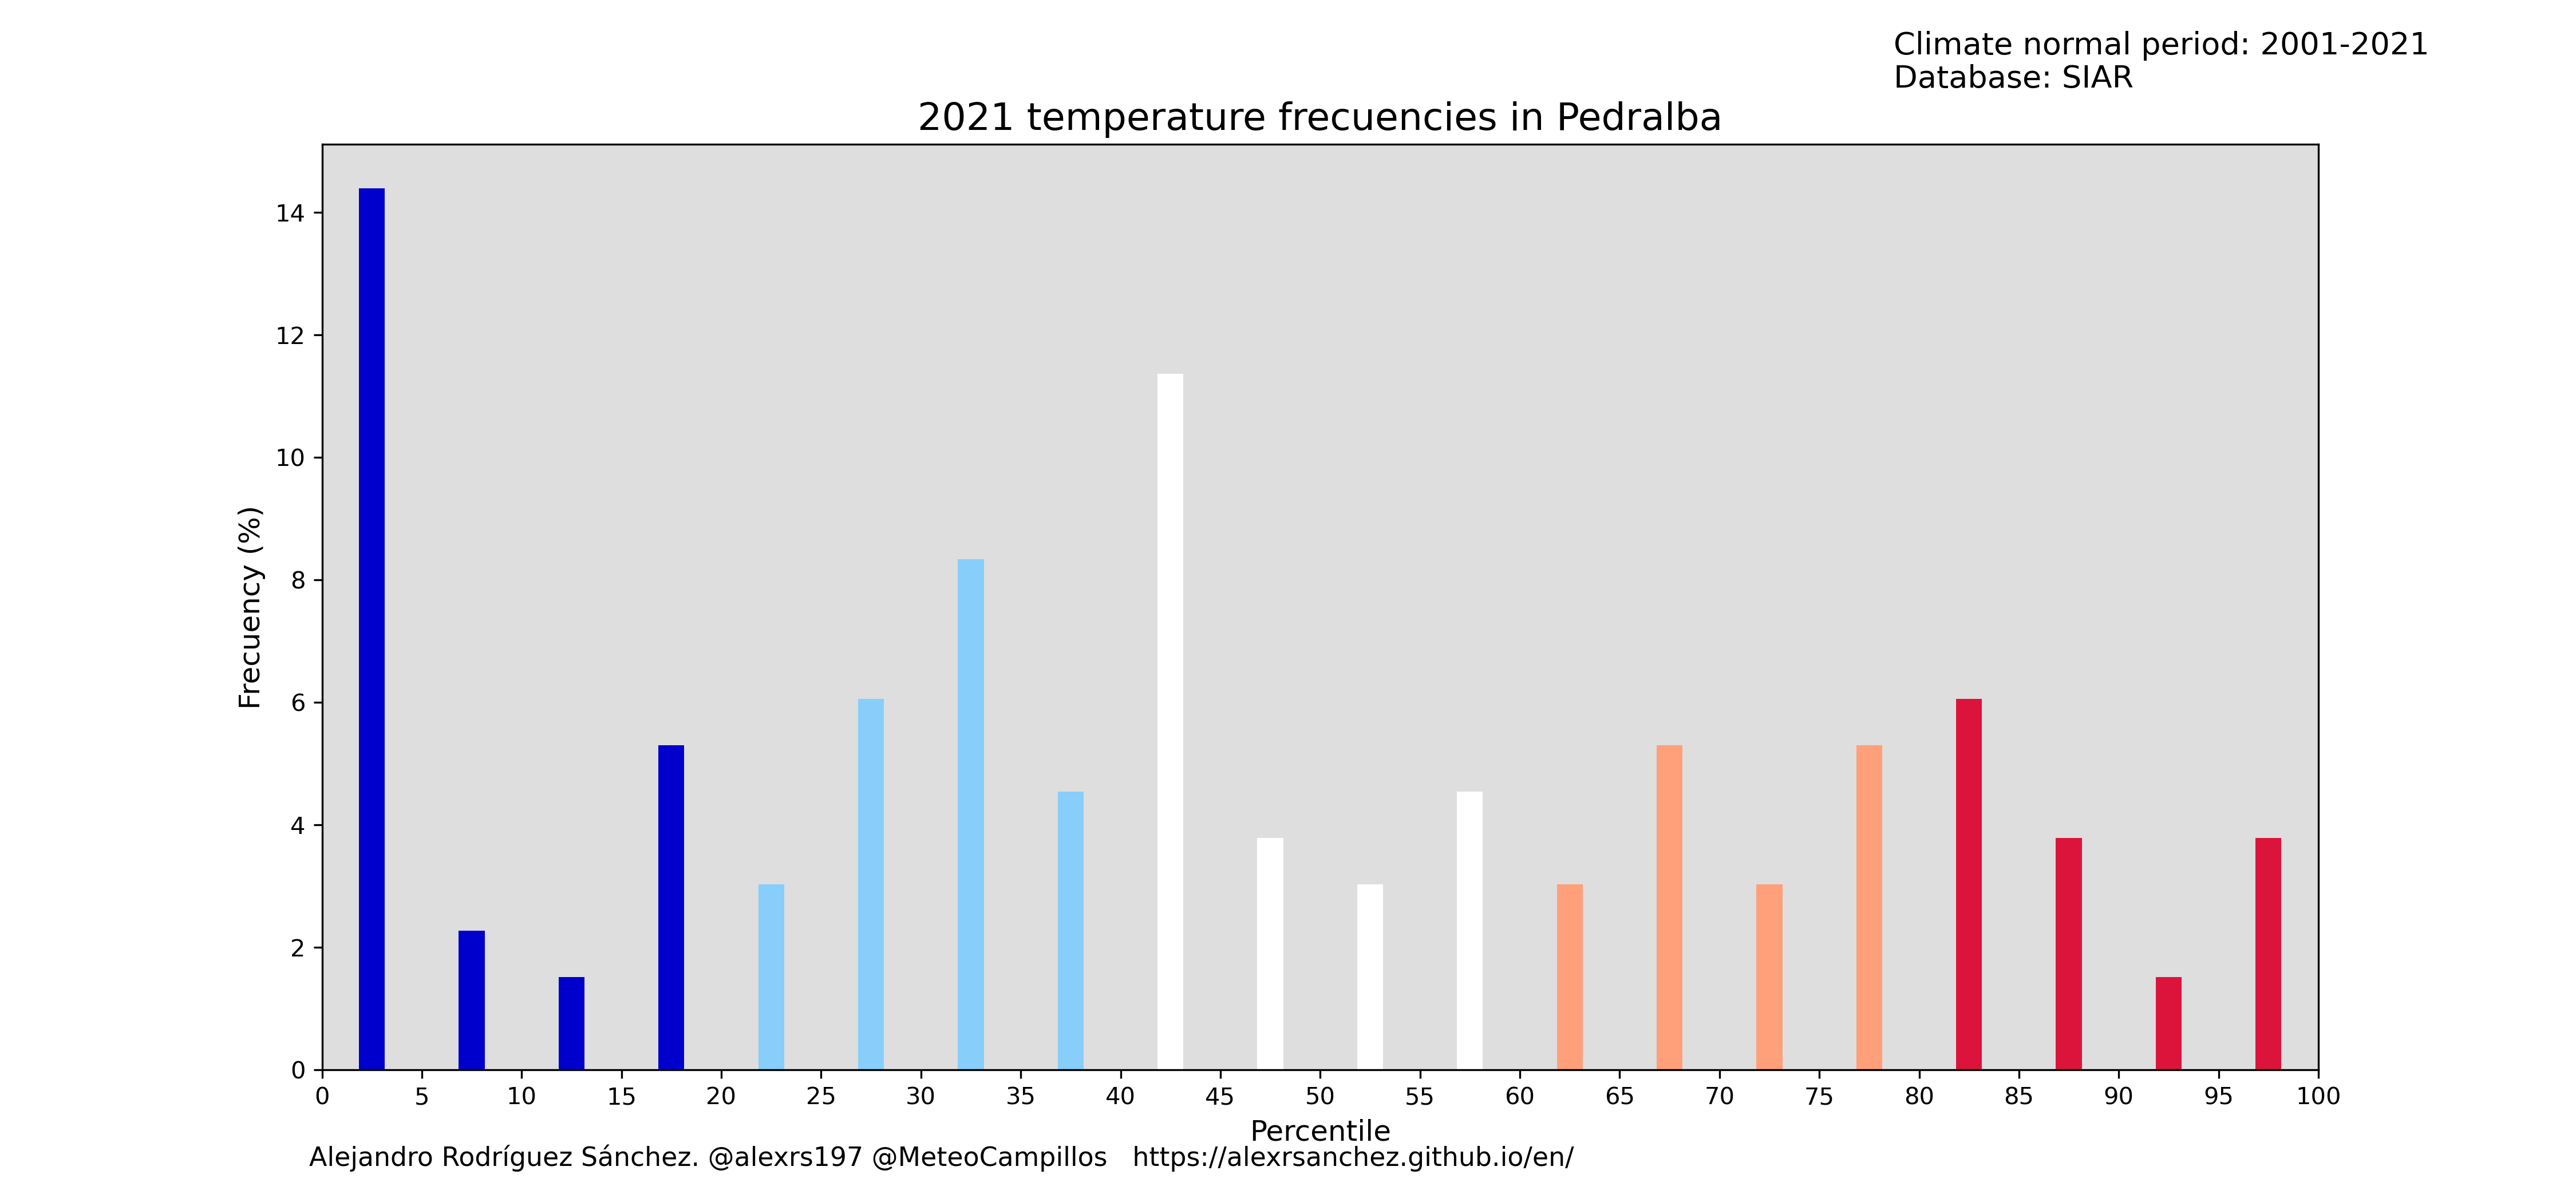 Climate normal period: 2001-2021
Database: SIAR
2021 temperature frecuencies in Pedralba
Frecuency (%)
14
12
10
8
6
4
2
0
0 5 10 15 20 25 30 35 40 45 50 55 60 65 70 75 80 85 90 95 100
Percentile
Alejandro Rodríguez Sánchez. @alexrs197 @MeteoCampillos https://alexrsanchez.github.io/en/